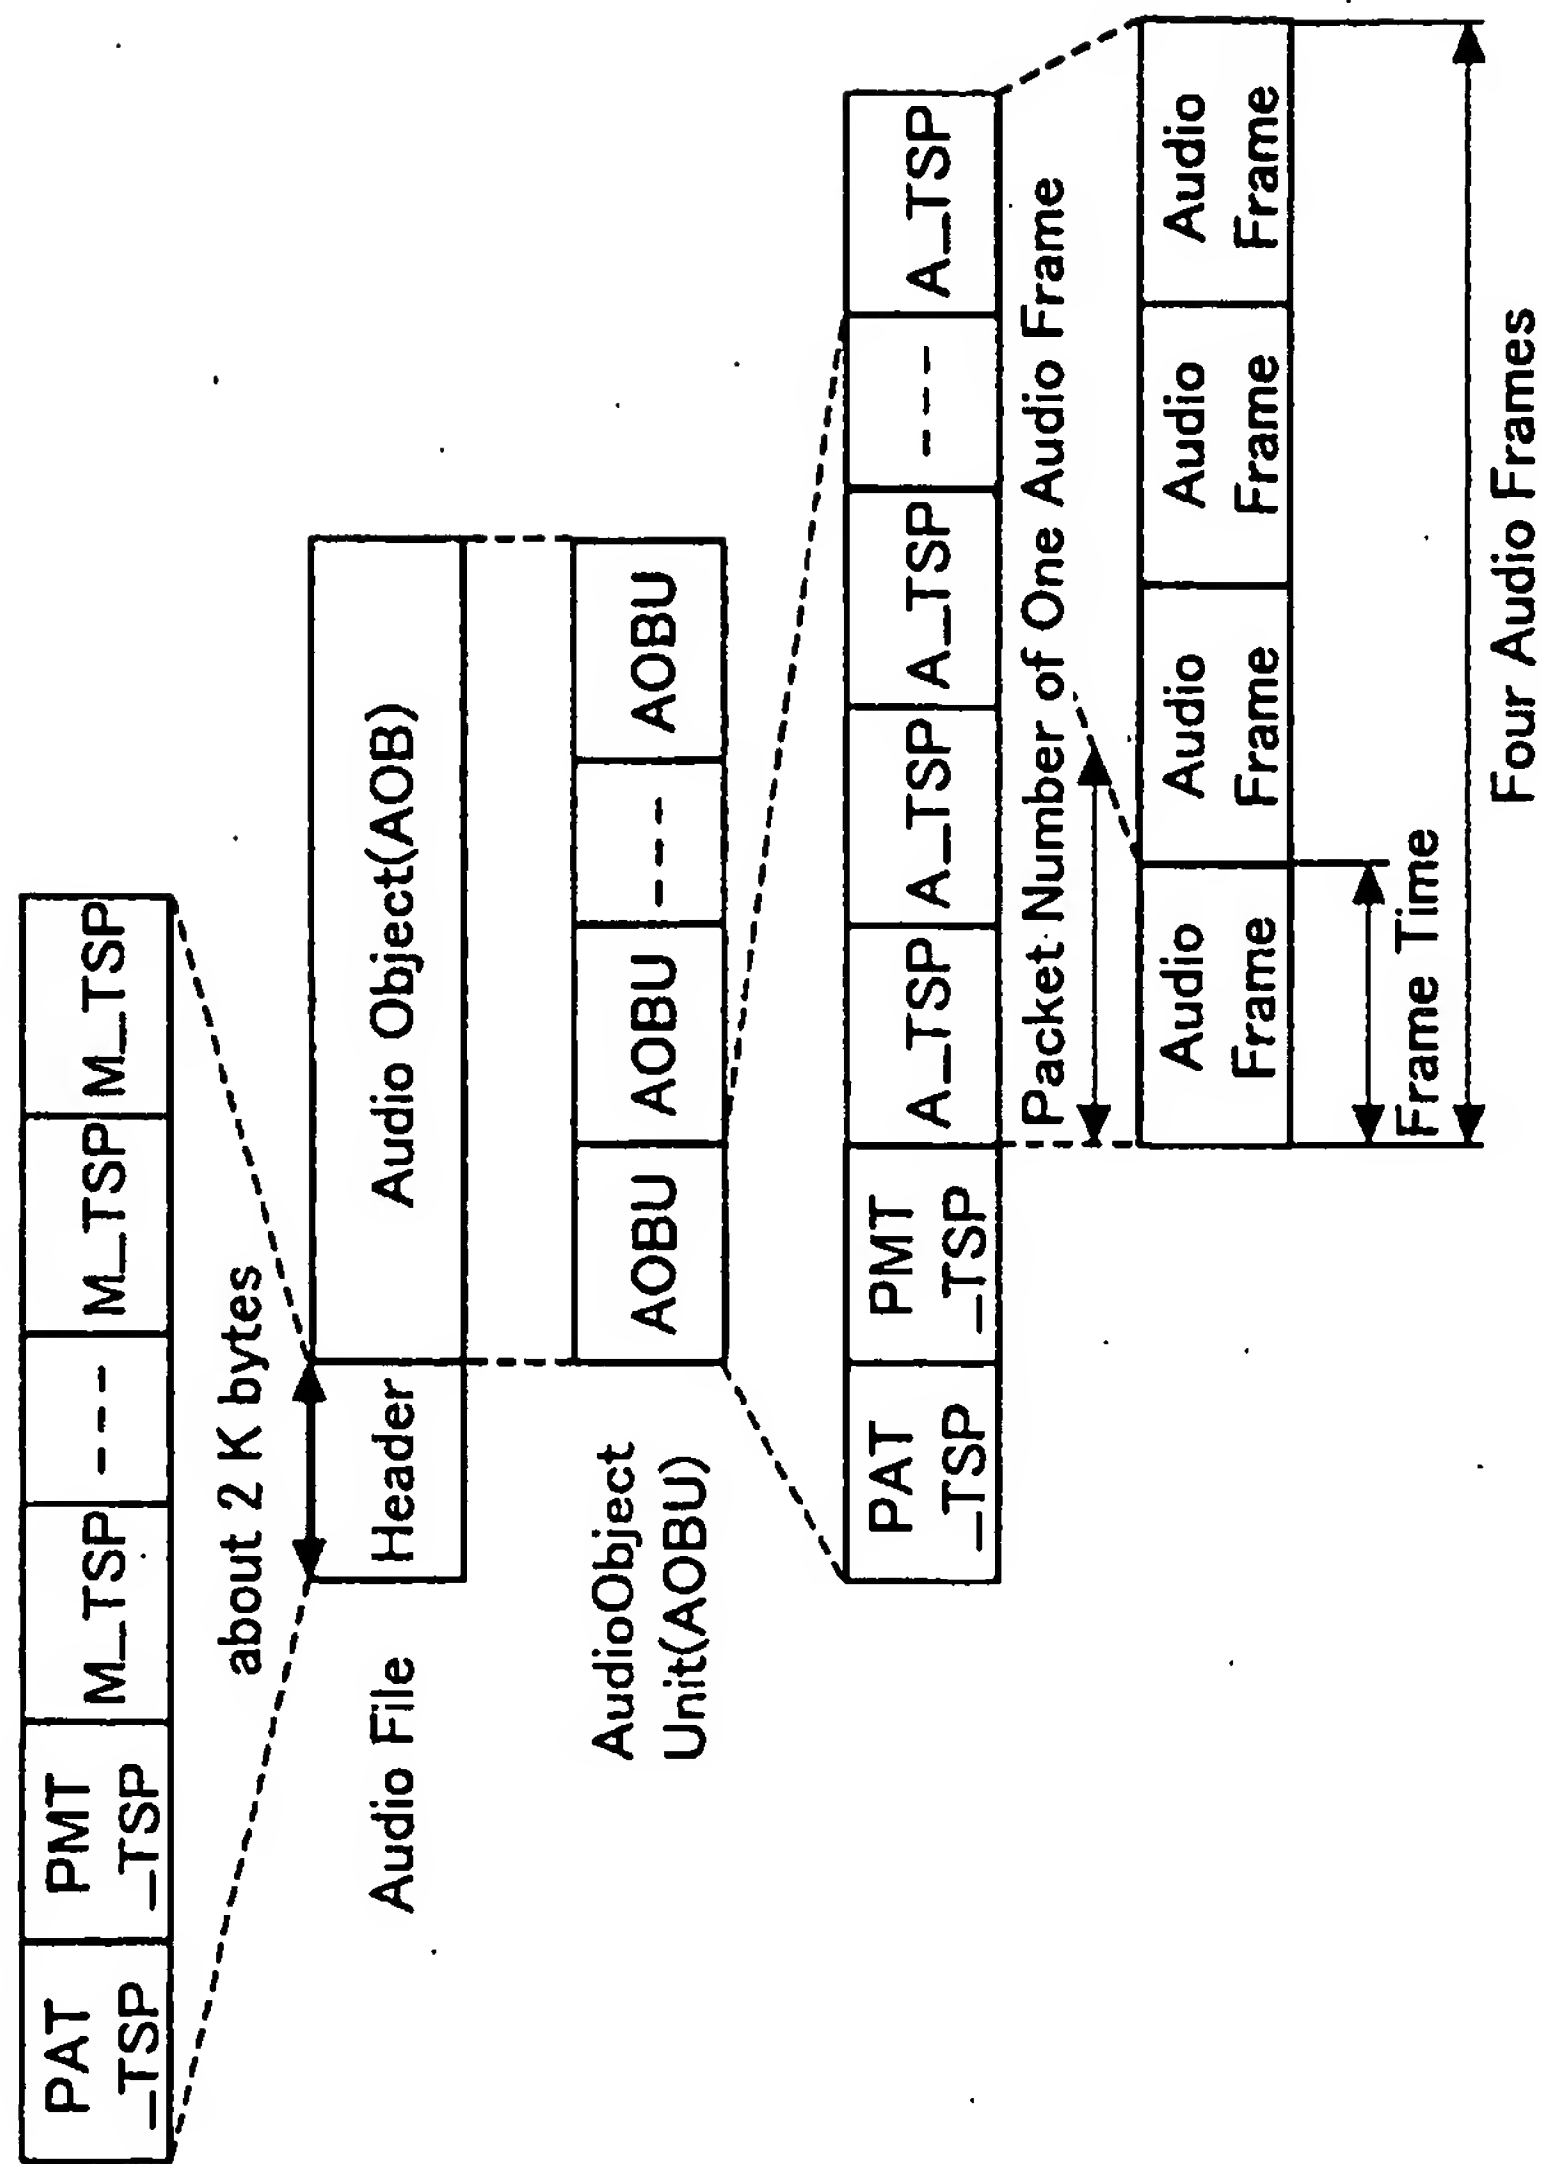 PAT
_TSP
PMT
_TSP
M_TSP
---
M_TSP
M_TSP
about 2 K bytes
Audio File
Header
Audio Object(AOB)
AudioObject
Unit(AOBU)
AOBU
AOBU
---
AOBU
PAT
_TSP
PMT
_TSP
A_TSP
A_TSP
A_TSP
---
A_TSP
Packet Number of One Audio Frame
Audio
Frame
Audio
Frame
Audio
Frame
Audio
Frame
Frame Time
Four Audio Frames